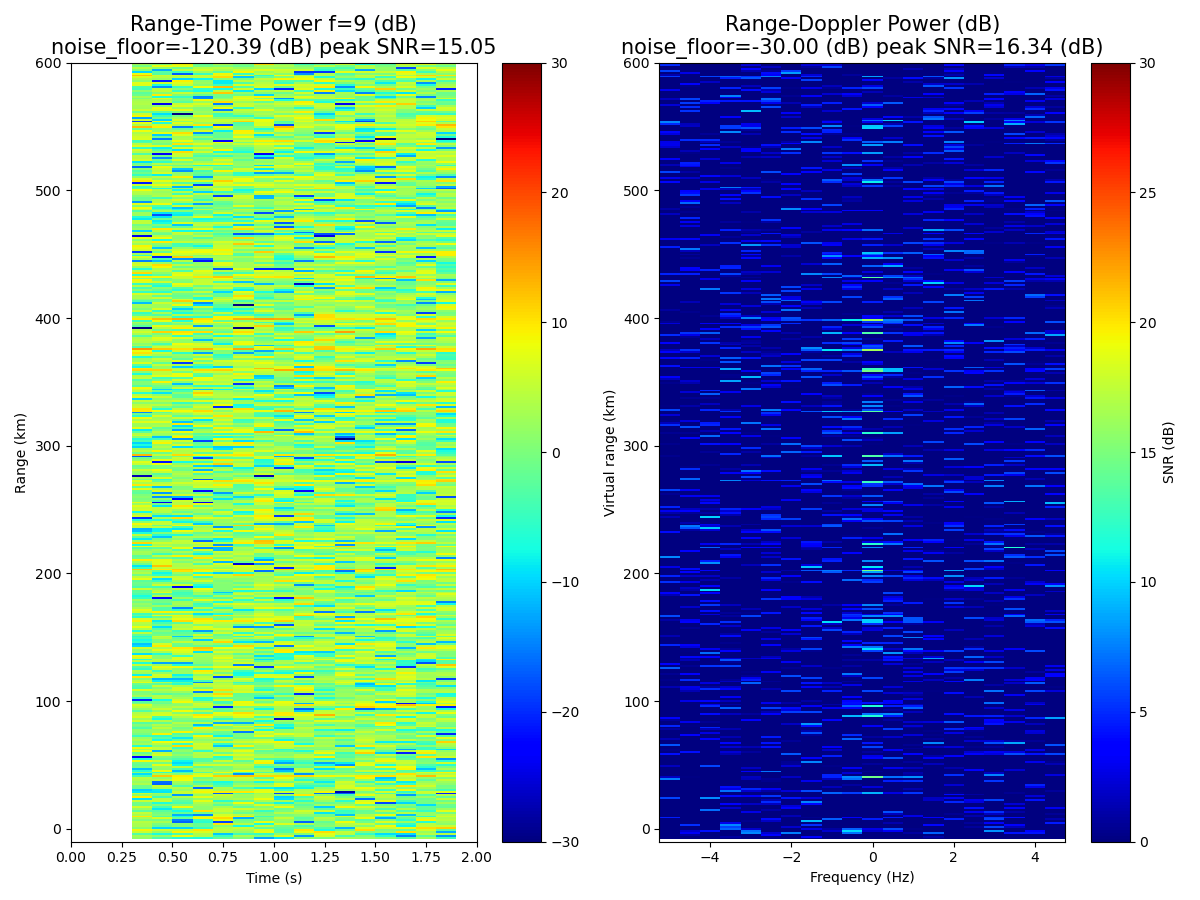 Range-Time Power f=9 (dB)
noise_floor=-120.39 (dB) peak SNR=15.05
Range-Doppler Power (dB)
noise_floor=-30.00 (dB) peak SNR=16.34 (dB)
600
500
400
300
200
100
0
Range (km)
0.00 0.25 0.50 0.75 1.00 1.25 1.50 1.75 2.00
Time (s)
30
20
10
0
−10
−20
−30
600
500
400
300
200
100
0
Virtual range (km)
−4 −2 0 2 4
Frequency (Hz)
30
25
20
15
10
5
0
SNR (dB)